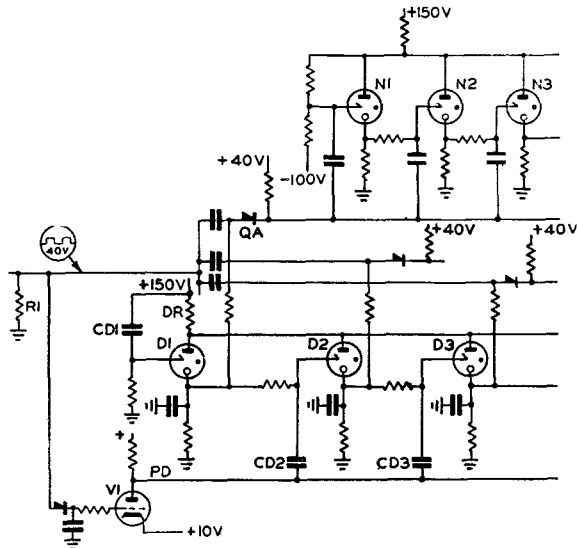 +150V
N1
N2
N3
+40V
-100V
QA
+40V
+40V
40V
+150V
R1
DR
CD1
D1
D2
D3
+
PD
CD2
CD3
V1
+10V